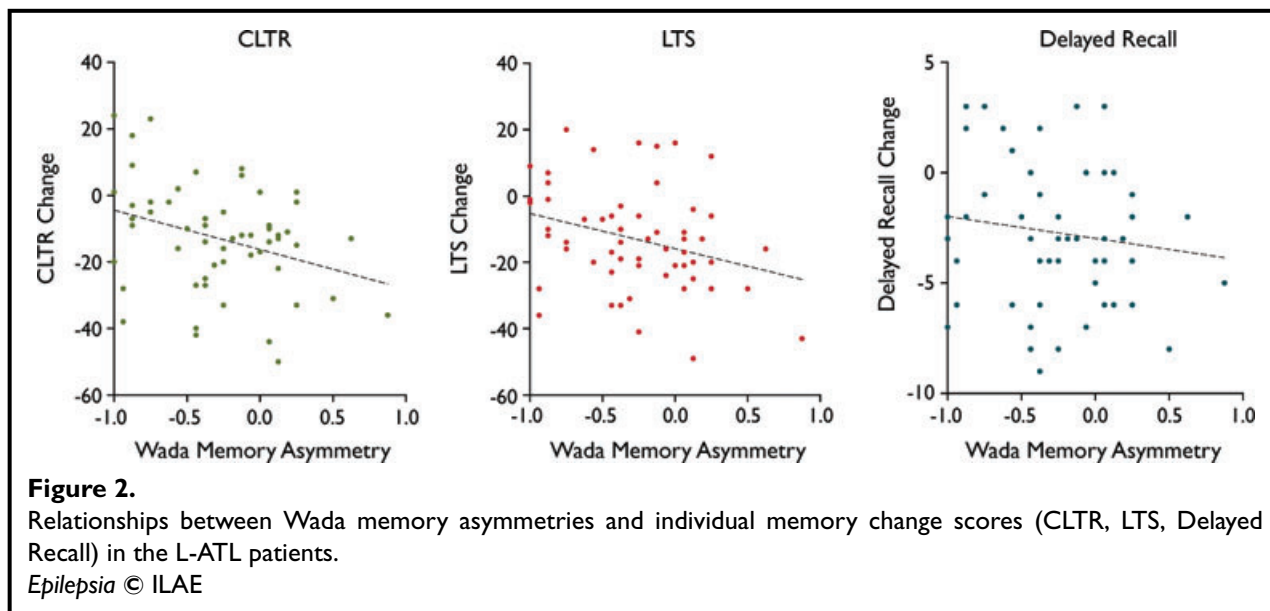 CLTR
LTS
Delayed Recall
CLTR Change
40
20
0
-20
-40
-60
-1.0 -0.5 0.0 0.5 1.0
Wada Memory Asymmetry
LTS Change
40
20
0
-20
-40
-60
-1.0 -0.5 0.0 0.5 1.0
Wada Memory Asymmetry
Delayed Recall Change
5
0
-5
-10
-1.0 -0.5 0.0 0.5 1.0
Wada Memory Asymmetry
Figure 2.
Relationships between Wada memory asymmetries and individual memory change scores (CLTR, LTS, Delayed
Recall) in the L-ATL patients.
Epilepsia © ILAE